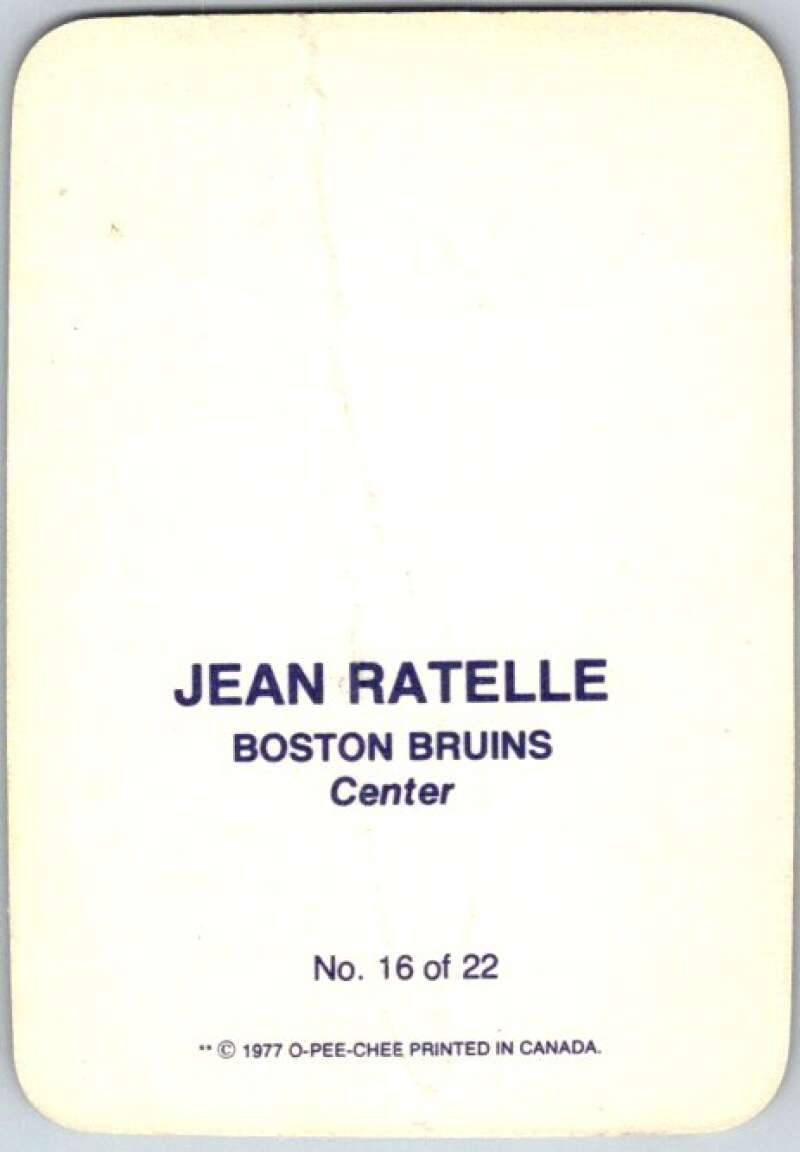 JEAN RATELLE
BOSTON BRUINS
Center
No. 16 of 22
** © 1977 O-PEE-CHEE PRINTED IN CANADA.